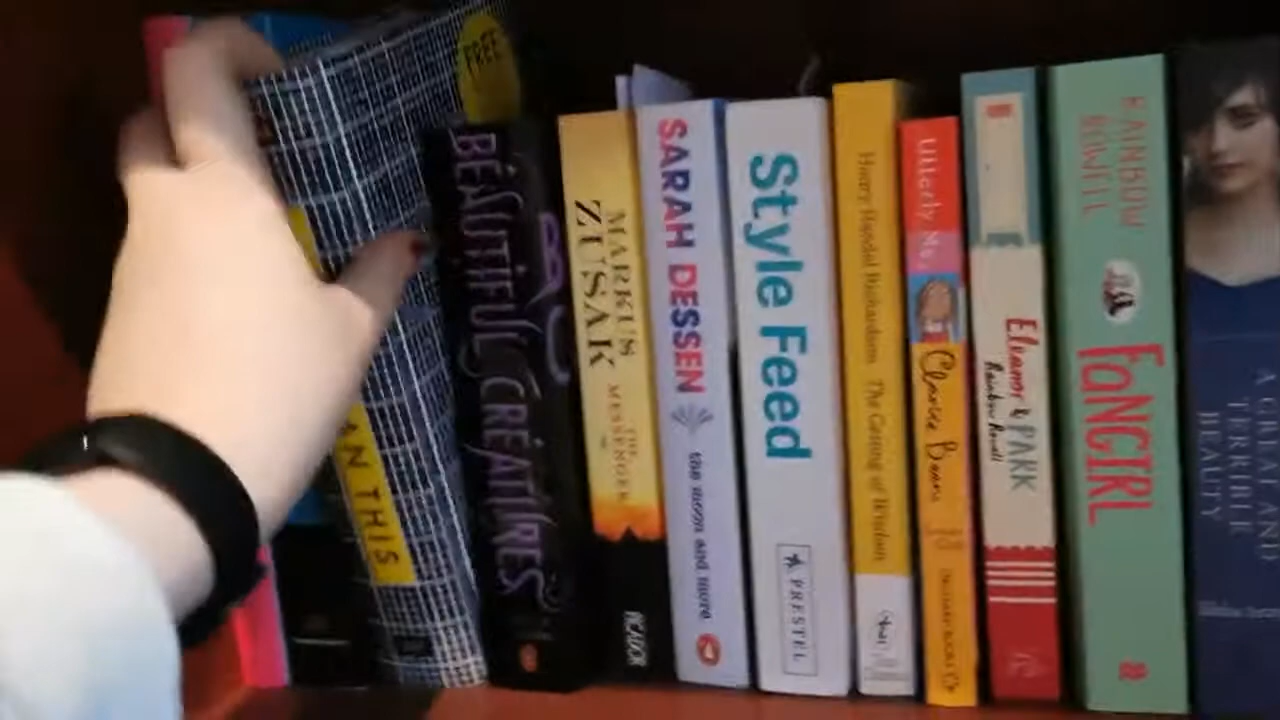 FREE
AN THIS
BEAUTIFUL CREATURES
MARKUS
ZUSAK
THE
MESSENGER
PICADOR
SARAH DESSEN
the moon and more
Style Feed
PRESTEL
Henry Handel Richardson The Getting of Wisdom
Utterly Me,
Clarice Bean
Eleanor & PARK
Rainbow Rowell
RAINBOW
ROWELL
FANGIRL
A GREAT AND
TERRIBLE
BEAUTY